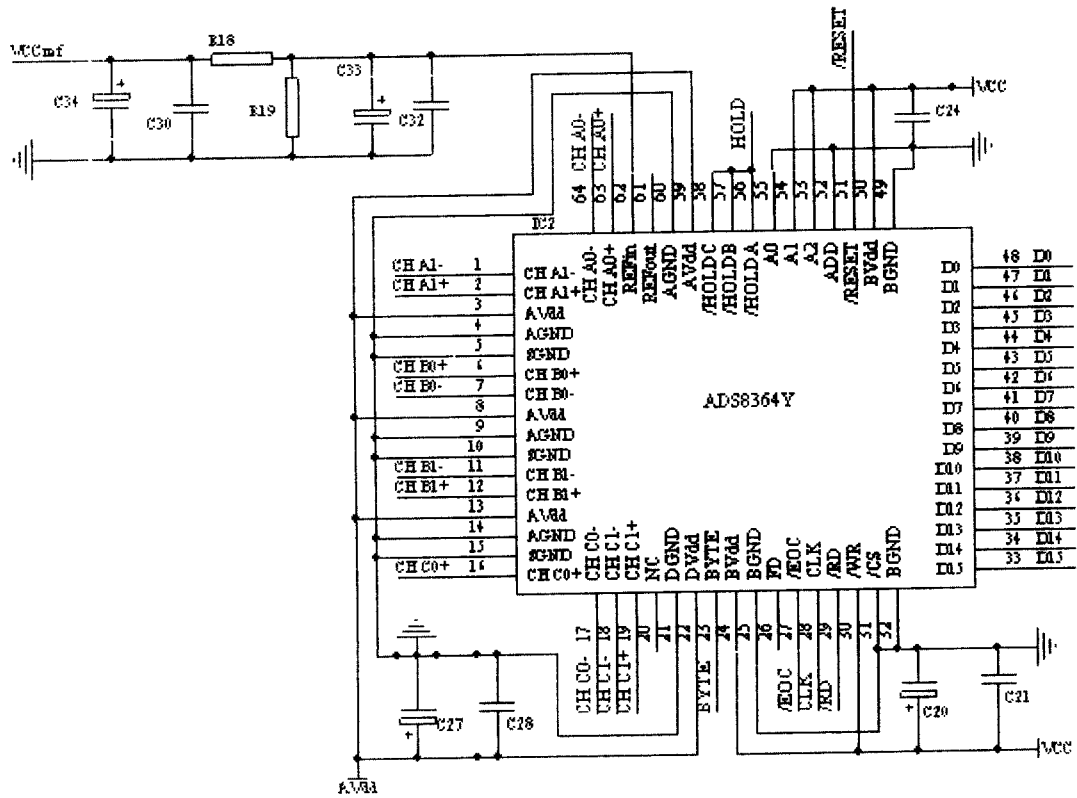 VCCmf
R18
C33
C34
C30
R19
C32
/RESET
VCC
C24
HOLD
CH A0-
CH A0+
64
63
62
61
60
59
58
57
56
55
54
53
52
51
50
49
IC2
CH A0-
CH A0+
REFin
REFout
AGND
AVdd
/HOLDC
/HOLDB
/HOLDA
A0
A1
A2
ADD
/RESET
BVdd
BGND
CH A1- 1 CH A1-
CH A1+ 2 CH A1+
3 AVdd
4 AGND
5 SGND
CH B0+ 6 CH B0+
CH B0- 7 CH B0-
8 AVdd
9 AGND
10 SGND
CH B1- 11 CH B1-
CH B1+ 12 CH B1+
13 AVdd
14 AGND
15 SGND
CH C0+ 16 CH C0+
ADS8364Y
D0 48 D0
D1 47 D1
D2 46 D2
D3 45 D3
D4 44 D4
D5 43 D5
D6 42 D6
D7 41 D7
D8 40 D8
D9 39 D9
D10 38 D10
D11 37 D11
D12 36 D12
D13 35 D13
D14 34 D14
D15 33 D15
CH C0-
CH C1-
CH C1+
NC
DGND
DVdd
BYTE
BVdd
BGND
FD
/EOC
CLK
/RD
/WR
/CS
BGND
17
18
19
20
21
22
23
24
25
26
27
28
29
30
31
32
CH C0-
CH C1-
CH C1+
BYTE
/EOC
CLK
/RD
C27
C28
C20
C21
VCC
AVdd